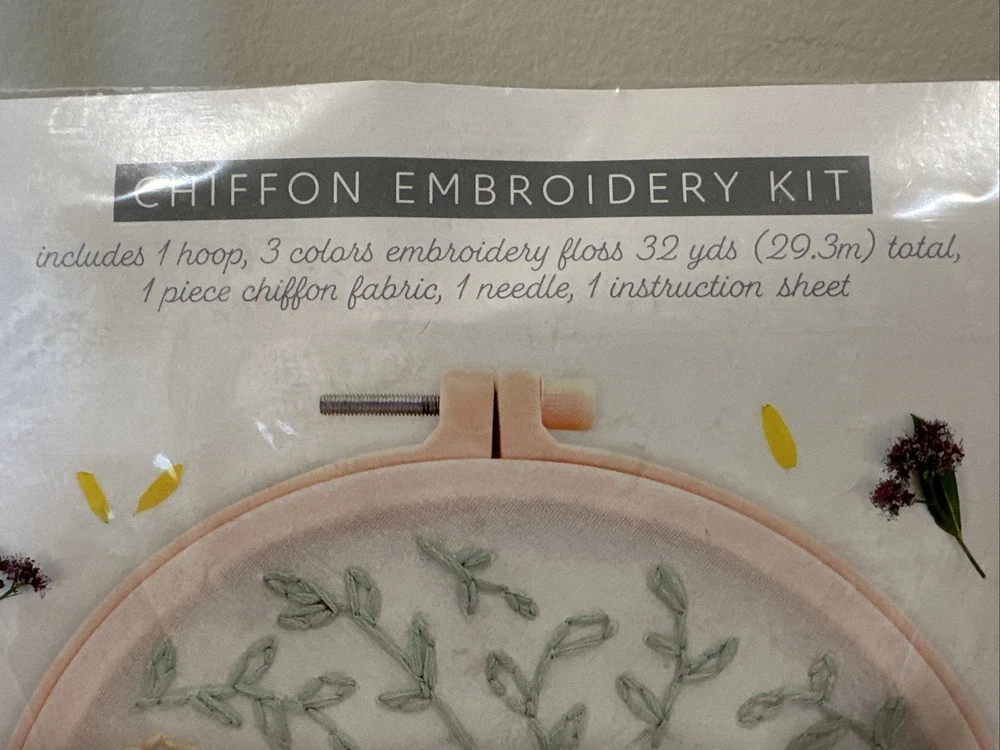 CHIFFON EMBROIDERY KIT
includes 1 hoop, 3 colors embroidery floss 32 yds (29.3m) total,
1 piece chiffon fabric, 1 needle, 1 instruction sheet